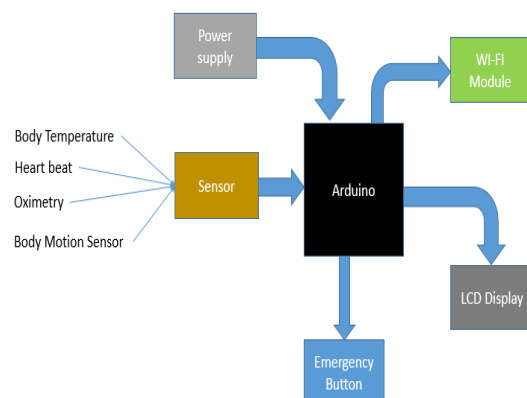 Power
supply
WI-FI
Module
Body Temperature
Heart beat
Oximetry
Body Motion Sensor
Sensor
Arduino
LCD Display
Emergency
Button